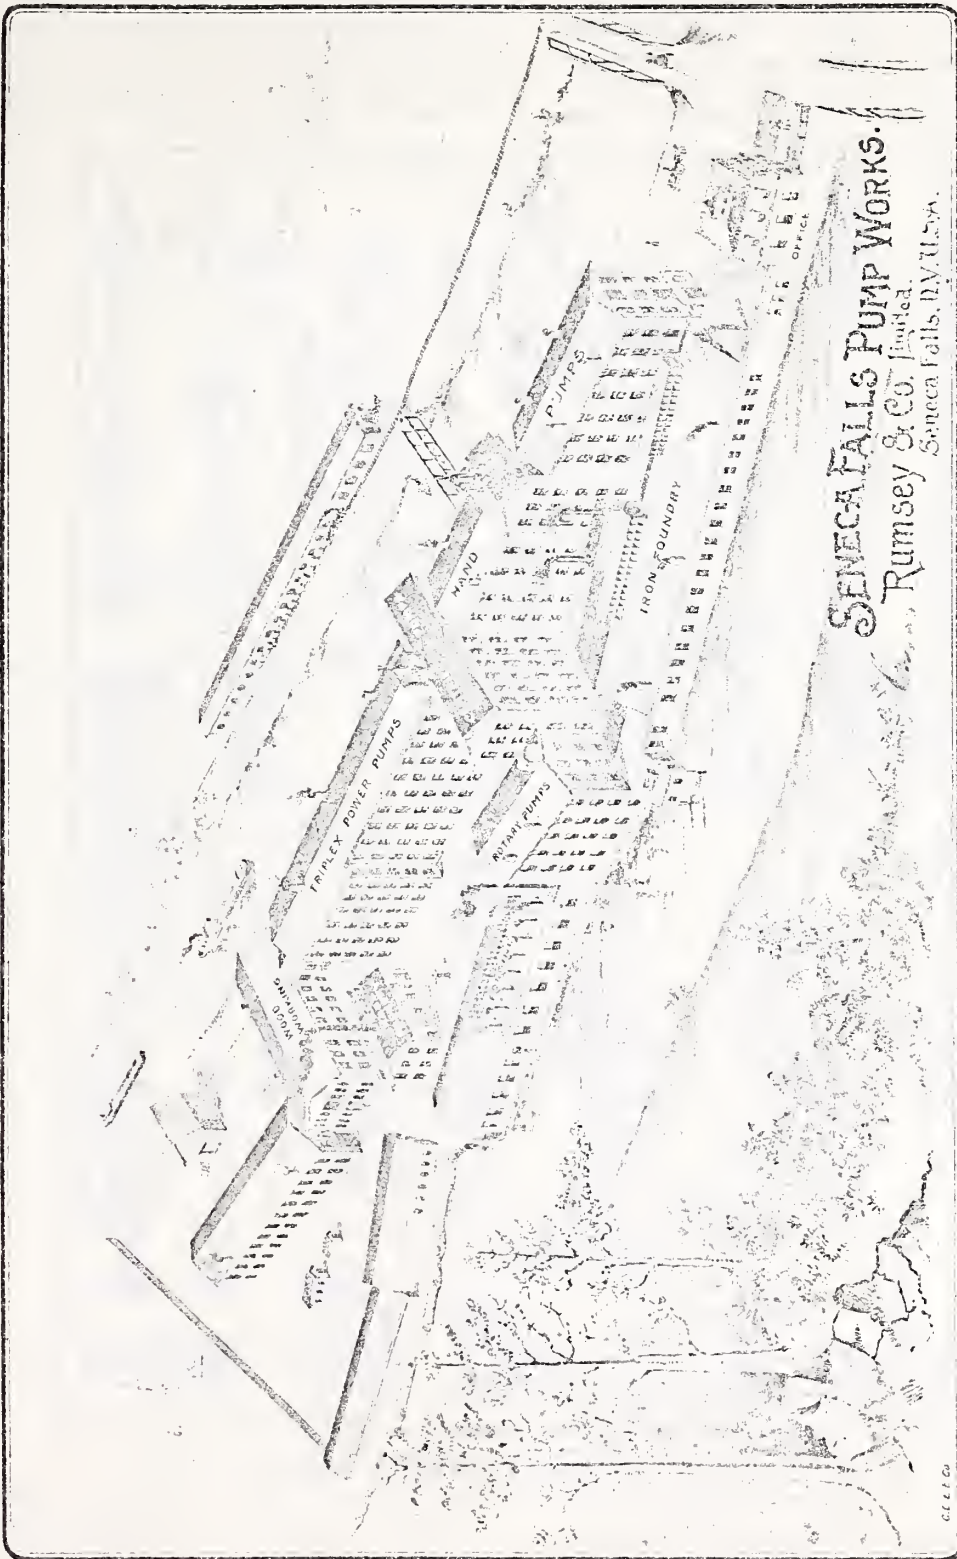 WOOD
WORKING
TRIPLEX POWER PUMPS
HAND PUMPS
ROTARY PUMPS
IRON FOUNDRY
OFFICE
SENECA FALLS PUMP WORKS.
Rumsey & Co. Limited.
Seneca Falls, N.Y. U.S.A.